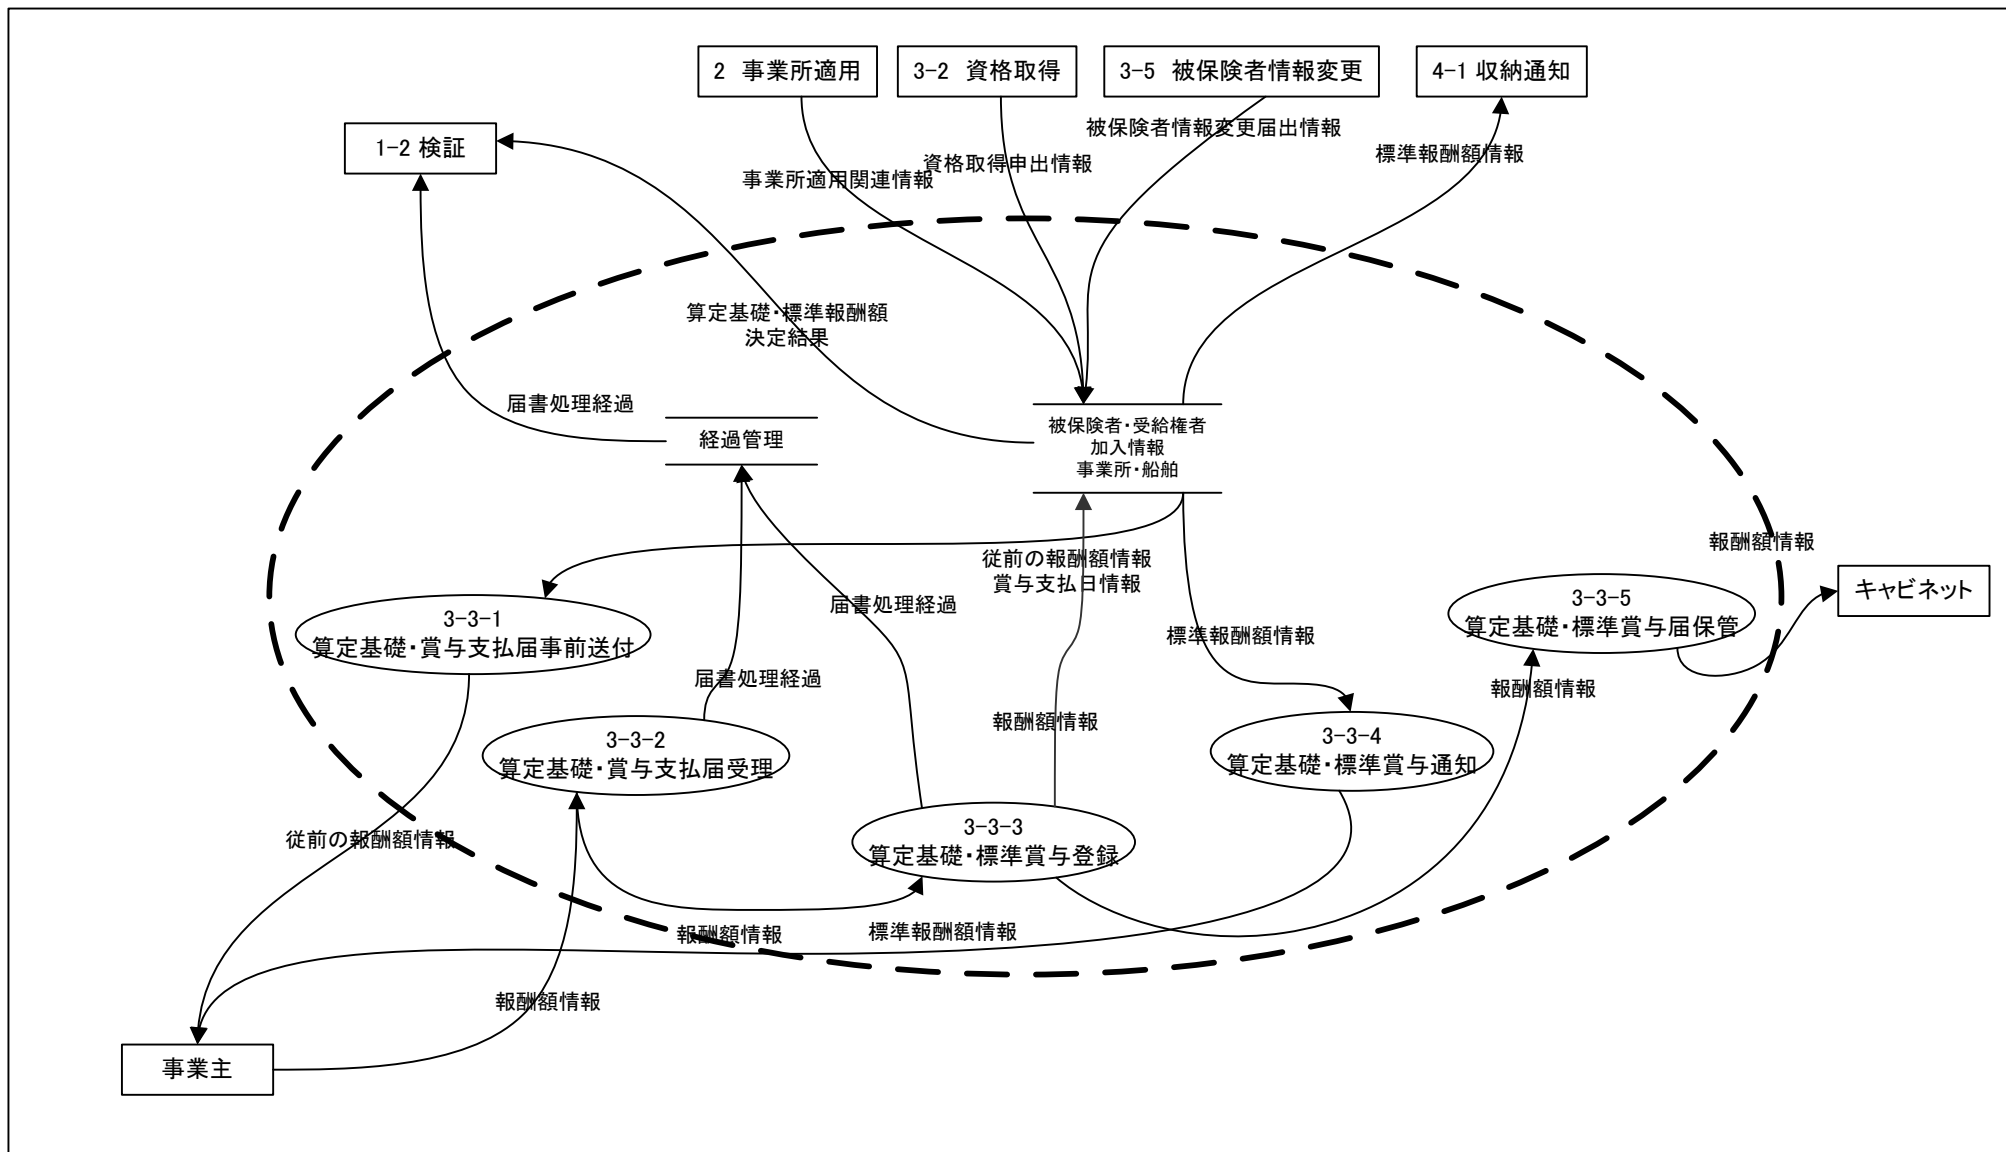 2 事業所適用
3-2 資格取得
3-5 被保険者情報変更
4-1 収納通知
1-2 検証
被保険者情報変更届出情報
標準報酬額情報
資格取得申出情報
事業所適用関連情報
算定基礎・標準報酬額
決定結果
届書処理経過
経過管理
被保険者・受給権者
加入情報
事業所・船舶
報酬額情報
従前の報酬額情報
賞与支払日情報
キャビネット
3-3-5
算定基礎・標準賞与届保管
届書処理経過
3-3-1
算定基礎・賞与支払届事前送付
標準報酬額情報
届書処理経過
報酬額情報
報酬額情報
3-3-2
算定基礎・賞与支払届受理
3-3-4
算定基礎・標準賞与通知
3-3-3
算定基礎・標準賞与登録
従前の報酬額情報
報酬額情報
標準報酬額情報
報酬額情報
事業主